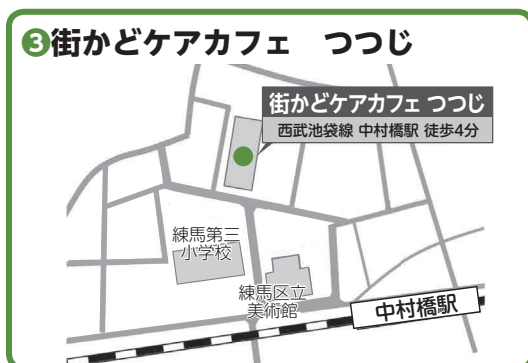 ❸街かどケアカフェ　つつじ
街かどケアカフェ つつじ
西武池袋線 中村橋駅 徒歩4分
練馬第三
小学校
練馬区立
美術館
中村橋駅